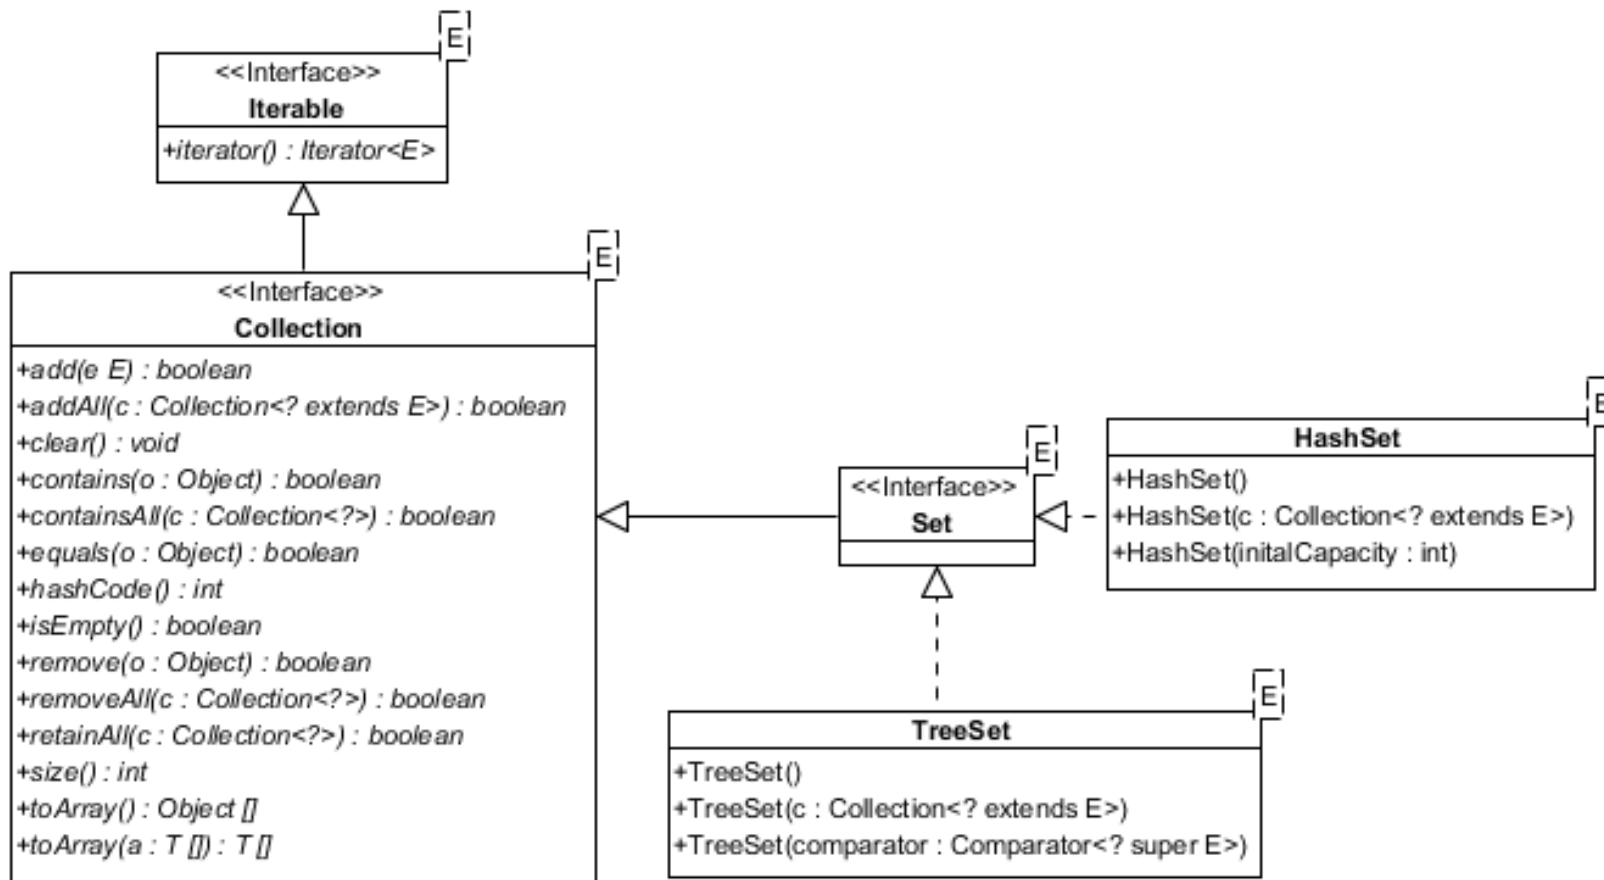 E
<<Interface>>
Iterable
+iterator() : Iterator<E>
E
<<Interface>>
Collection
+add(e E) : boolean
+addAll(c : Collection<? extends E>) : boolean
+clear() : void
+contains(o : Object) : boolean
+containsAll(c : Collection<?>) : boolean
+equals(o : Object) : boolean
+hashCode() : int
+isEmpty() : boolean
+remove(o : Object) : boolean
+removeAll(c : Collection<?>) : boolean
+retainAll(c : Collection<?>) : boolean
+size() : int
+toArray() : Object []
+toArray(a : T []) : T []
E
<<Interface>>
Set
E
HashSet
+HashSet()
+HashSet(c : Collection<? extends E>)
+HashSet(initalCapacity : int)
E
TreeSet
+TreeSet()
+TreeSet(c : Collection<? extends E>)
+TreeSet(comparator : Comparator<? super E>)